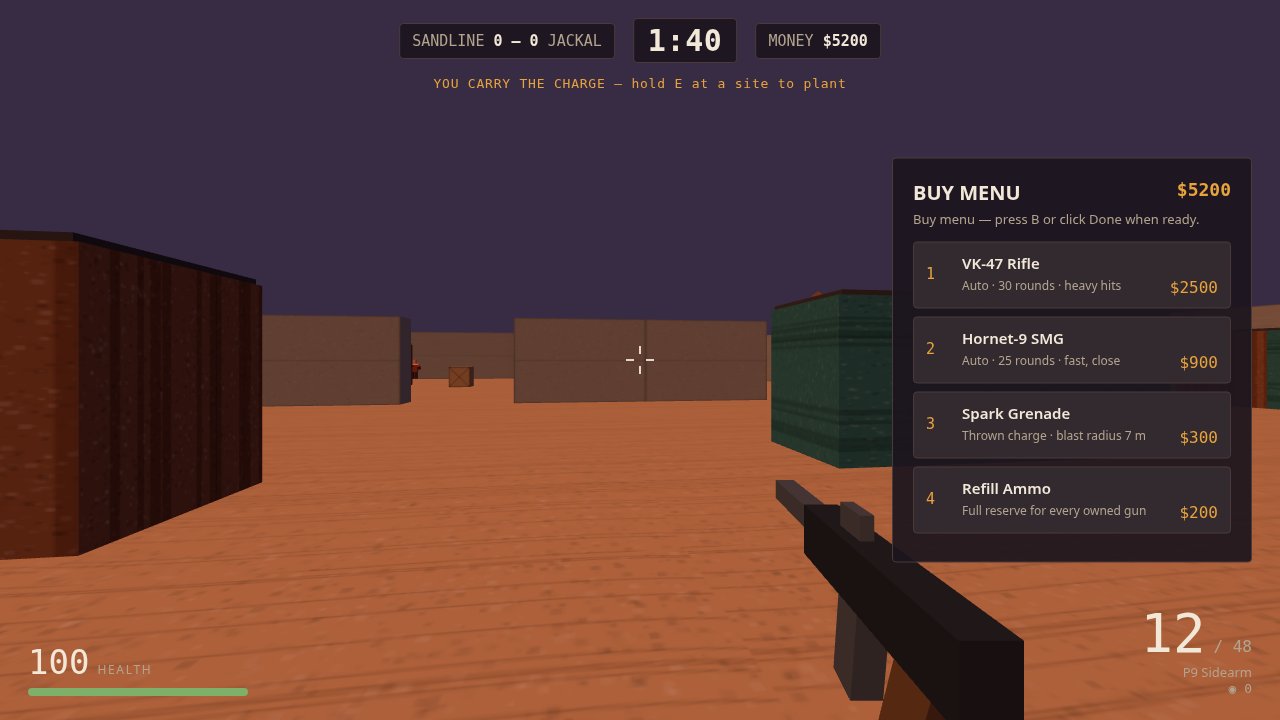 SANDLINE 0 — 0 JACKAL
1:40
MONEY $5200
YOU CARRY THE CHARGE — hold E at a site to plant
BUY MENU
$5200
Buy menu — press B or click Done when ready.
1
VK-47 Rifle
Auto · 30 rounds · heavy hits
$2500
2
Hornet-9 SMG
Auto · 25 rounds · fast, close
$900
3
Spark Grenade
Thrown charge · blast radius 7 m
$300
4
Refill Ammo
Full reserve for every owned gun
$200
100 HEALTH
12 / 48
P9 Sidearm
◉ 0